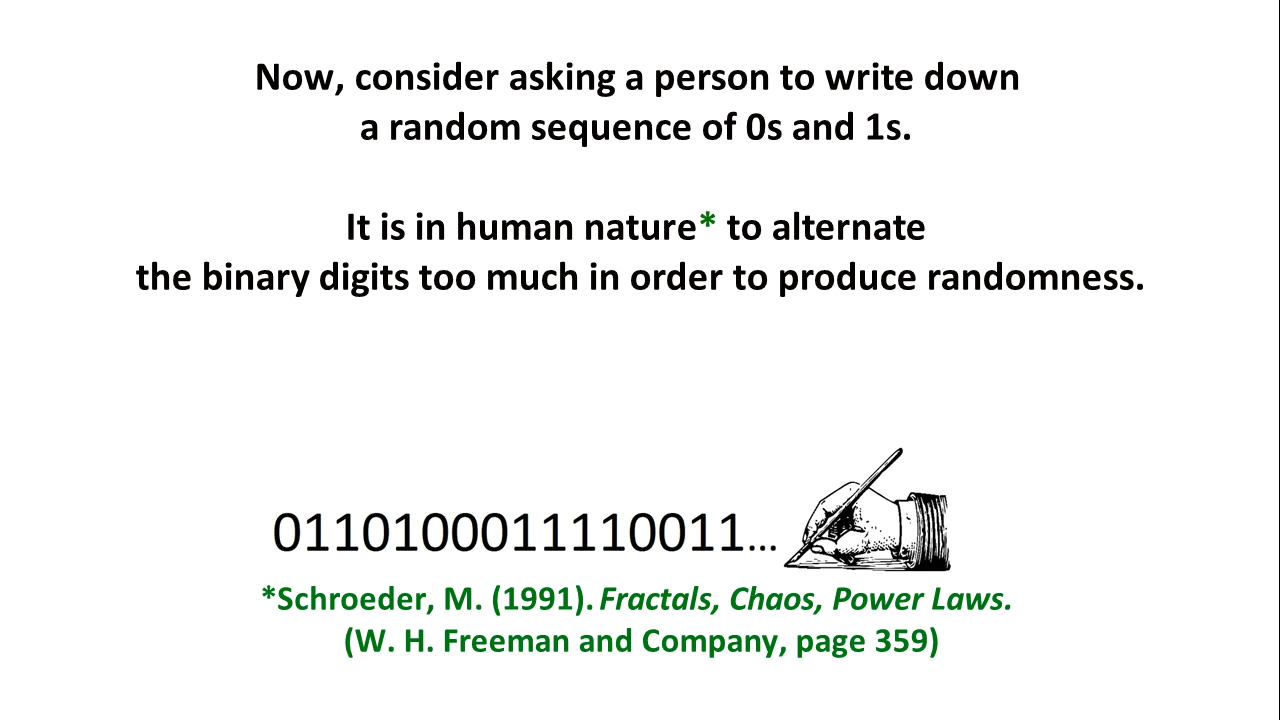 Now, consider asking a person to write down
a random sequence of 0s and 1s.
It is in human nature* to alternate
the binary digits too much in order to produce randomness.
0110100011110011...
*Schroeder, M. (1991). Fractals, Chaos, Power Laws.
(W. H. Freeman and Company, page 359)